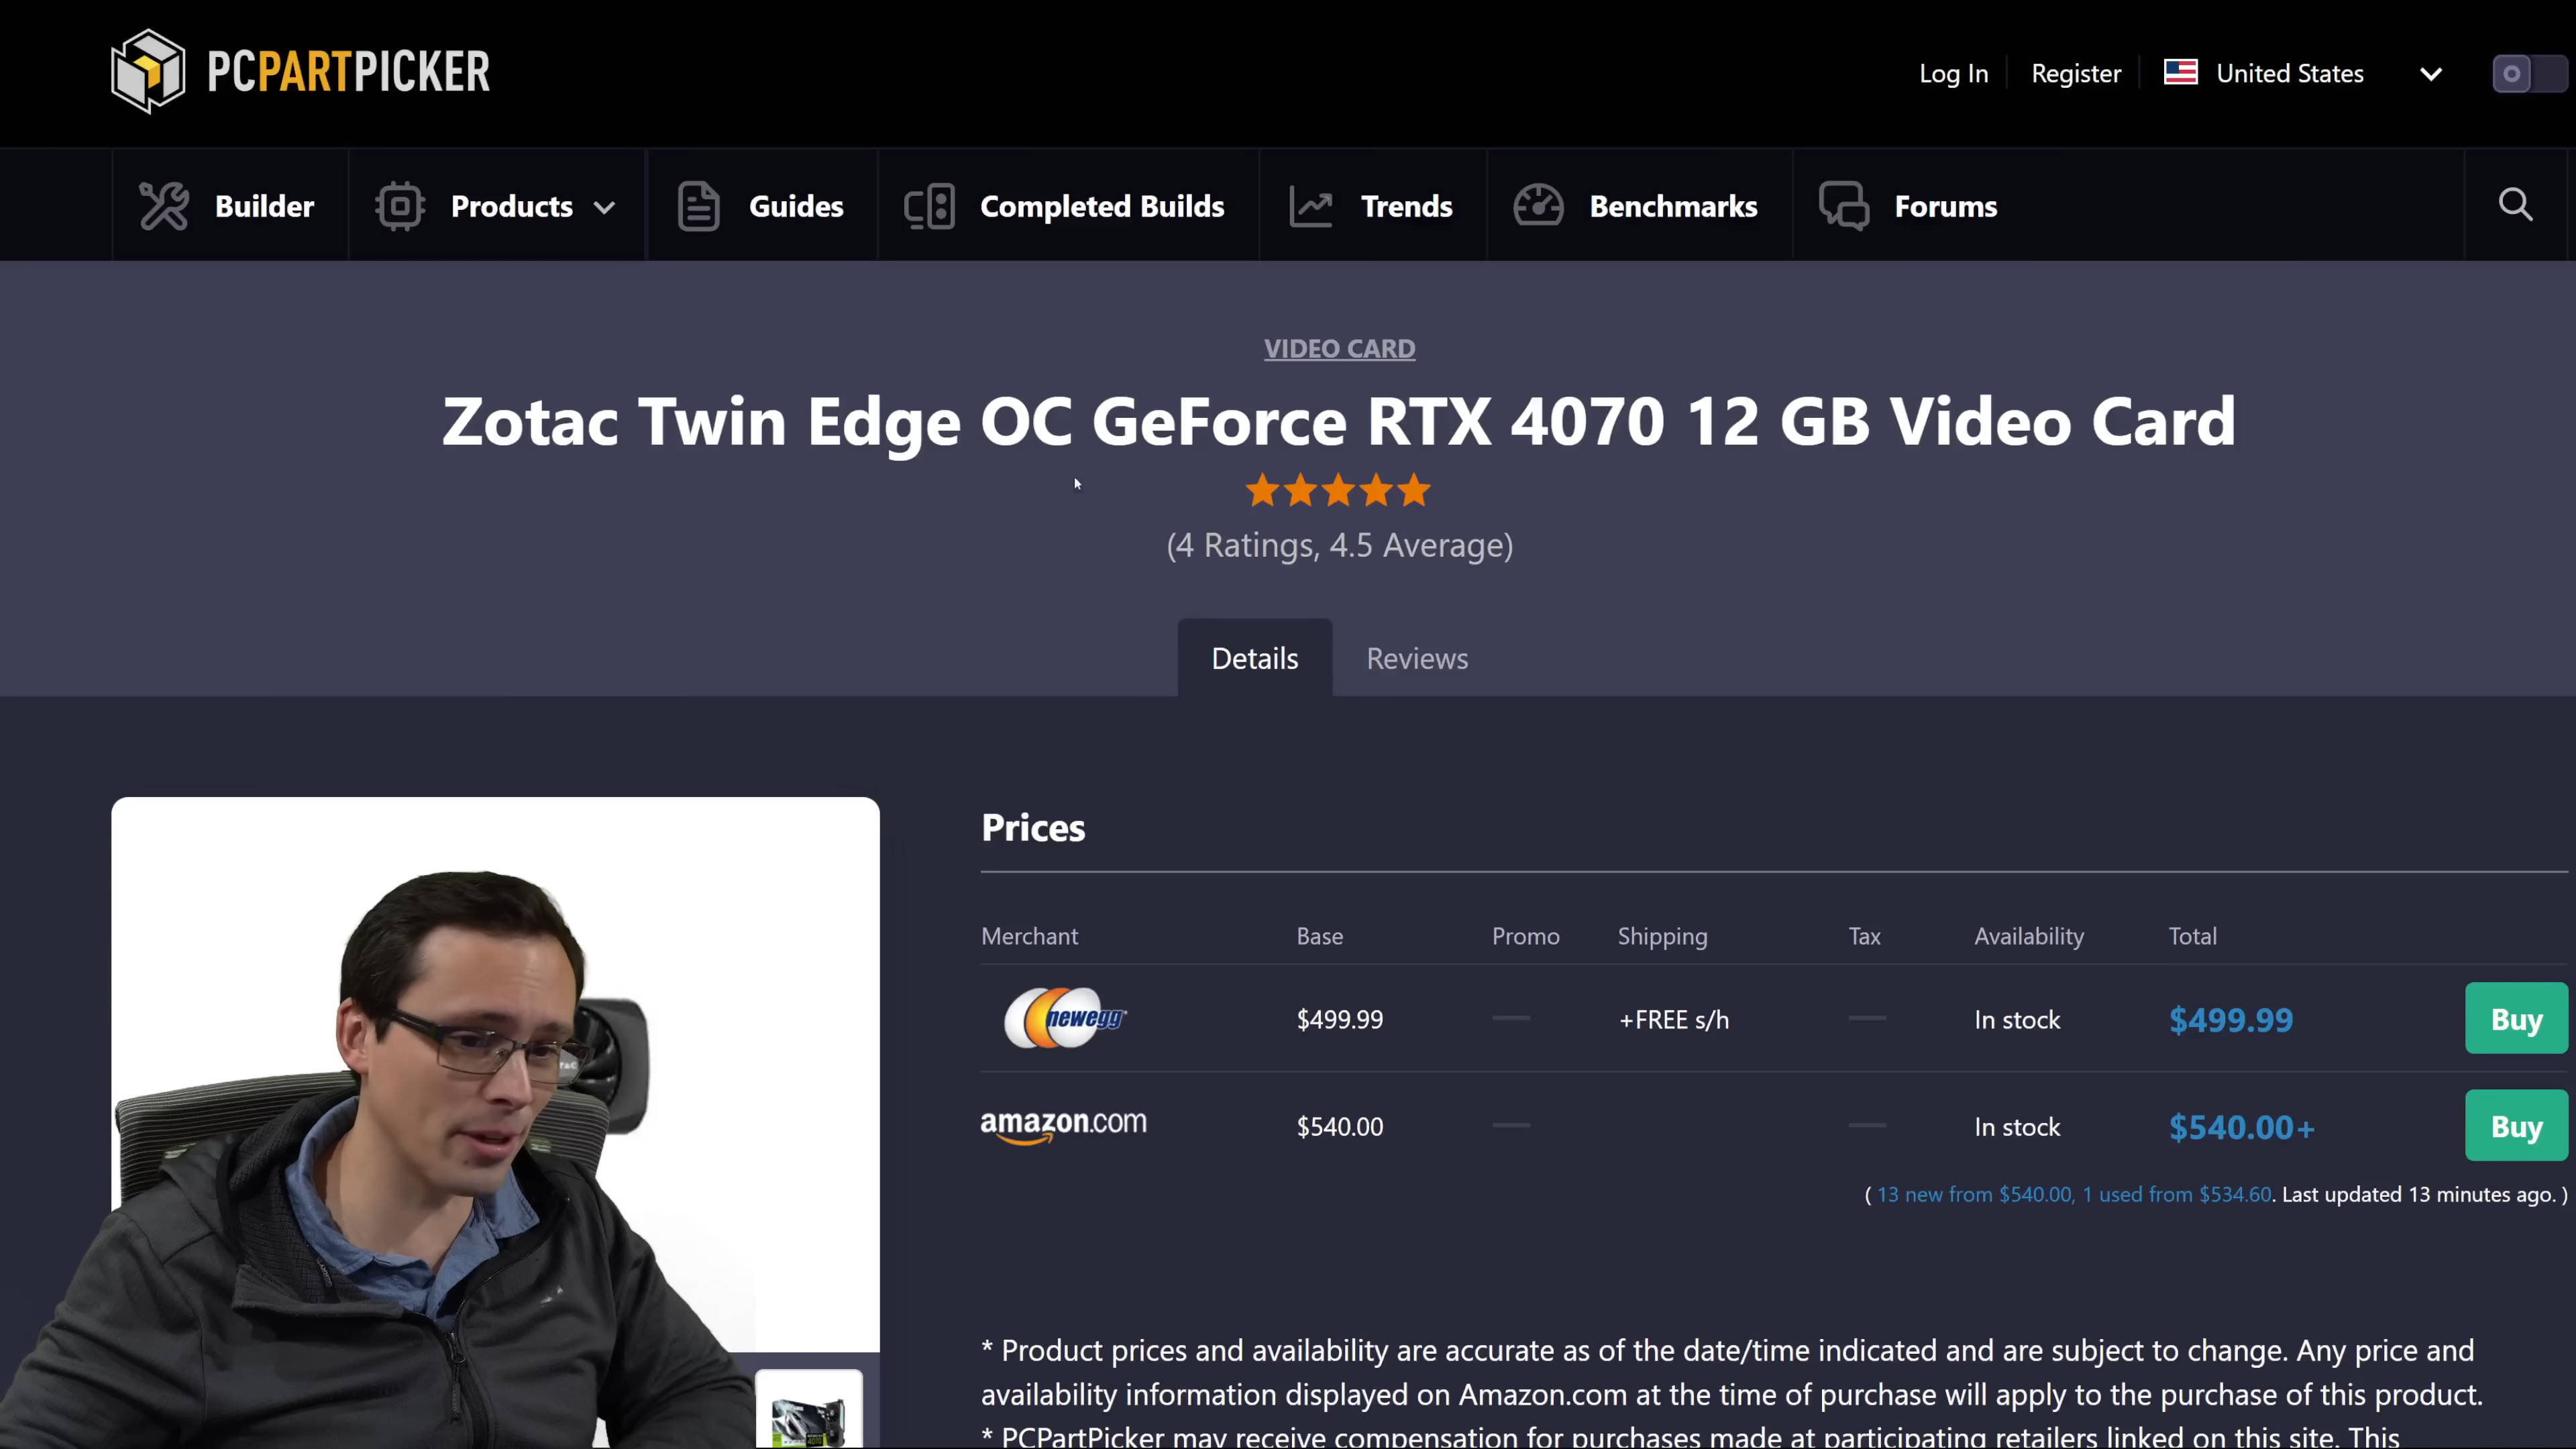 PCPARTPICKER
Log In
Register
United States
Builder
Products
Guides
Completed Builds
Trends
Benchmarks
Forums
VIDEO CARD
Zotac Twin Edge OC GeForce RTX 4070 12 GB Video Card
(4 Ratings, 4.5 Average)
Details
Reviews
Prices
Merchant Base Promo Shipping Tax Availability Total
newegg $499.99 — +FREE s/h — In stock $499.99 Buy
amazon.com $540.00 — — In stock $540.00+ Buy
( 13 new from $540.00, 1 used from $534.60. Last updated 13 minutes ago. )
* Product prices and availability are accurate as of the date/time indicated and are subject to change. Any price and
availability information displayed on Amazon.com at the time of purchase will apply to the purchase of this product.
* PCPartPicker may receive compensation for purchases made at participating retailers linked on this site. This